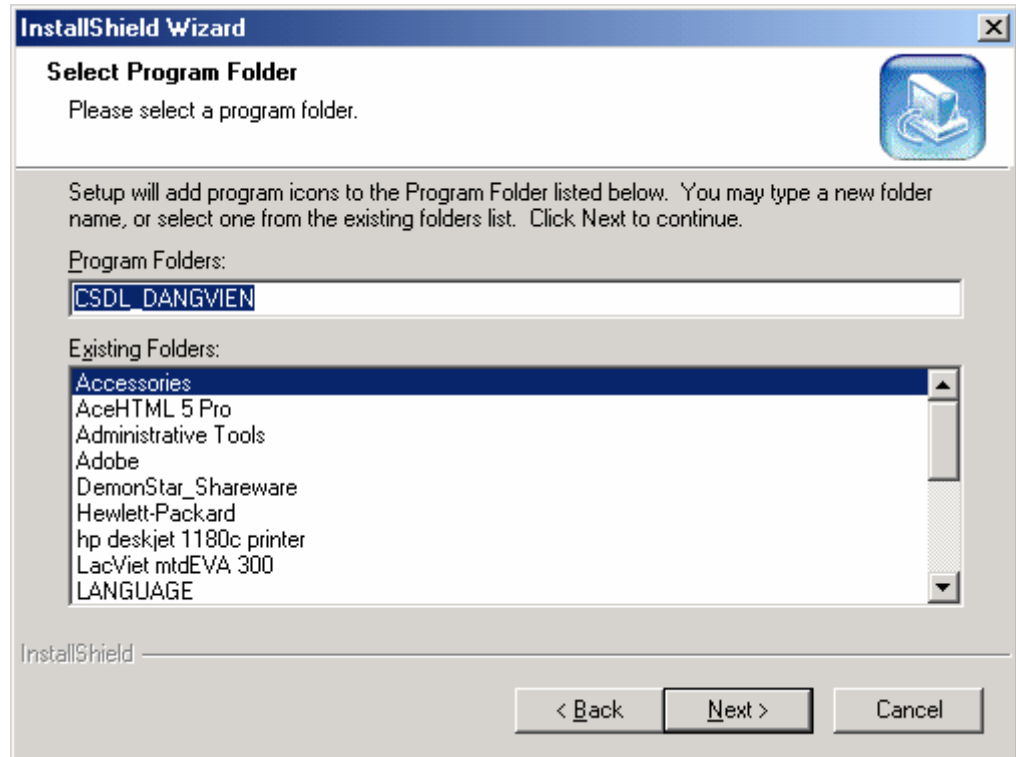 InstallShield Wizard
Select Program Folder
Please select a program folder.
Setup will add program icons to the Program Folder listed below.  You may type a new folder
name, or select one from the existing folders list.  Click Next to continue.
Program Folders:
CSDL_DANGVIEN
Existing Folders:
Accessories
AceHTML 5 Pro
Administrative Tools
Adobe
DemonStar_Shareware
Hewlett-Packard
hp deskjet 1180c printer
LacViet mtdEVA 300
LANGUAGE
InstallShield
< Back
Next >
Cancel